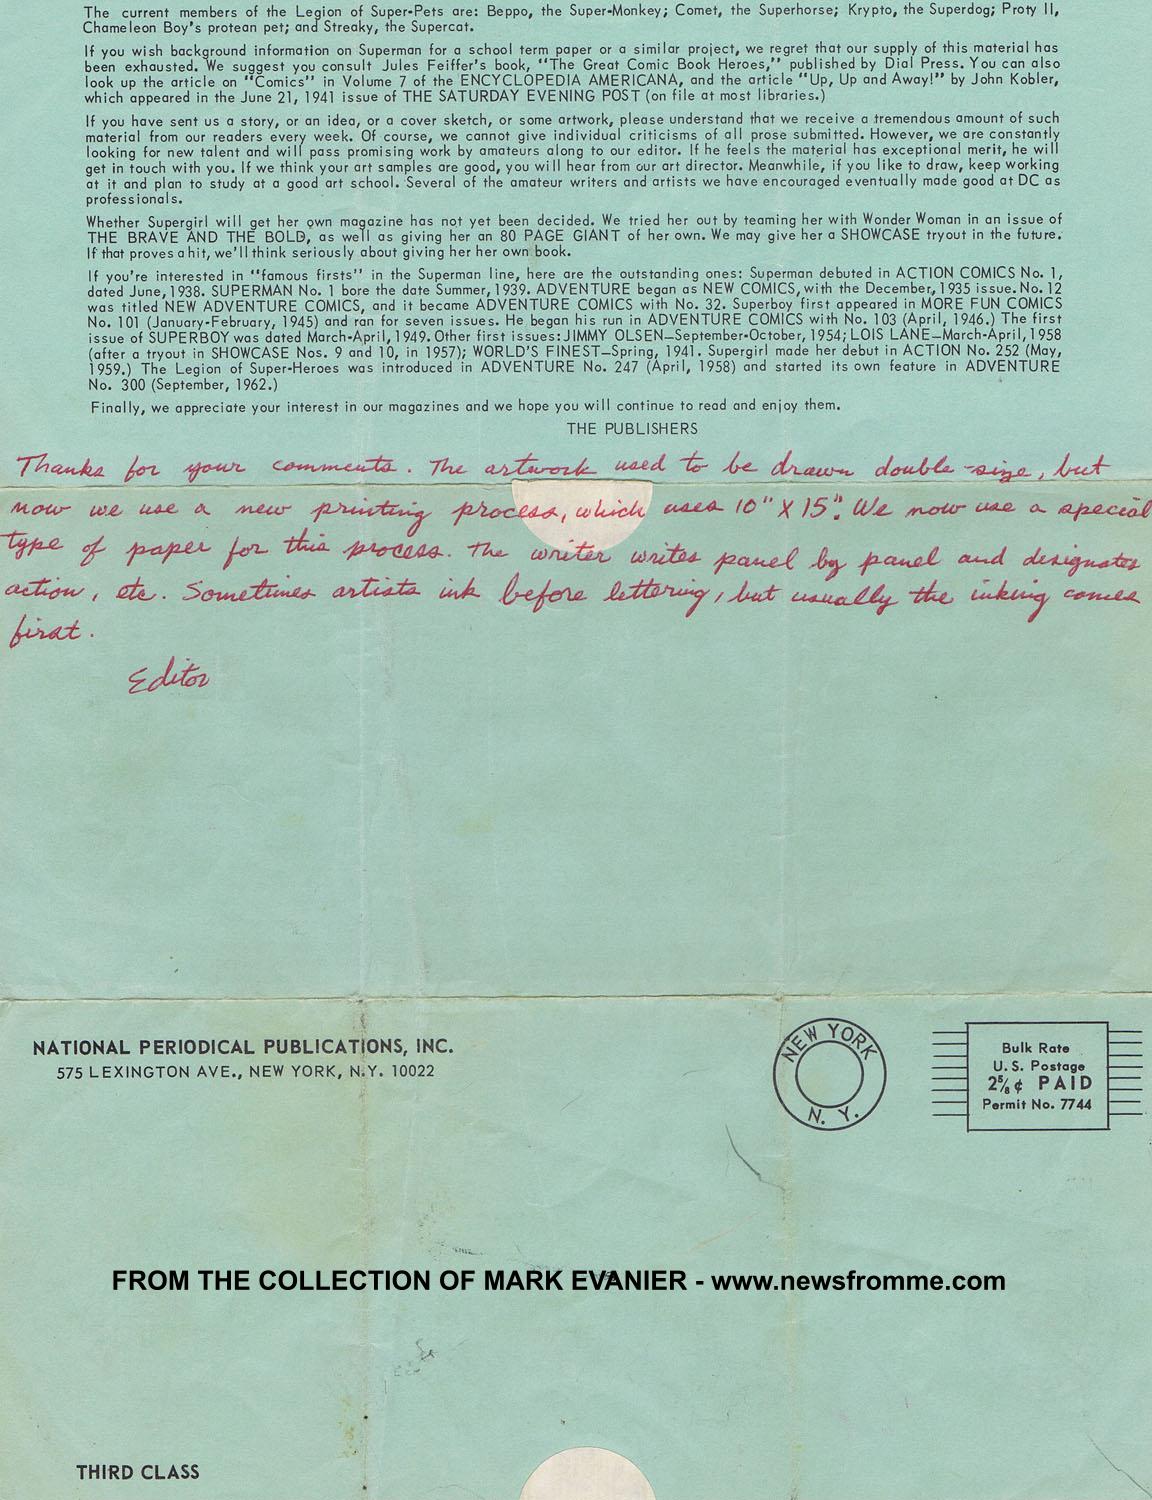 The current members of the Legion of Super-Pets are: Beppo, the Super-Monkey; Comet, the Superhorse; Krypto, the Superdog; Proty II,
Chameleon Boy's protean pet; and Streaky, the Supercat.
If you wish background information on Superman for a school term paper or a similar project, we regret that our supply of this material has
been exhausted. We suggest you consult Jules Feiffer's book, "The Great Comic Book Heroes," published by Dial Press. You can also
look up the article on "Comics" in Volume 7 of the ENCYCLOPEDIA AMERICANA, and the article "Up, Up and Away!" by John Kobler,
which appeared in the June 21, 1941 issue of THE SATURDAY EVENING POST (on file at most libraries.)
If you have sent us a story, or an idea, or a cover sketch, or some artwork, please understand that we receive a tremendous amount of such
material from our readers every week. Of course, we cannot give individual criticisms of all prose submitted. However, we are constantly
looking for new talent and will pass promising work by amateurs along to our editor. If he feels the material has exceptional merit, he will
get in touch with you. If we think your art samples are good, you will hear from our art director. Meanwhile, if you like to draw, keep working
at it and plan to study at a good art school. Several of the amateur writers and artists we have encouraged eventually made good at DC as
professionals.
Whether Supergirl will get her own magazine has not yet been decided. We tried her out by teaming her with Wonder Woman in an issue of
THE BRAVE AND THE BOLD, as well as giving her an 80 PAGE GIANT of her own. We may give her a SHOWCASE tryout in the future.
If that proves a hit, we'll think seriously about giving her her own book.
If you're interested in "famous firsts" in the Superman line, here are the outstanding ones: Superman debuted in ACTION COMICS No. 1,
dated June, 1938. SUPERMAN No. 1 bore the date Summer, 1939. ADVENTURE began as NEW COMICS, with the December, 1935 issue. No. 12
was titled NEW ADVENTURE COMICS, and it became ADVENTURE COMICS with No. 32. Superboy first appeared in MORE FUN COMICS
No. 101 (January-February, 1945) and ran for seven issues. He began his run in ADVENTURE COMICS with No. 103 (April, 1946.) The first
issue of SUPERBOY was dated March-April, 1949. Other first issues: JIMMY OLSEN—September-October, 1954; LOIS LANE—March-April, 1958
(after a tryout in SHOWCASE Nos. 9 and 10, in 1957); WORLD'S FINEST—Spring, 1941. Supergirl made her debut in ACTION No. 252 (May,
1959.) The Legion of Super-Heroes was introduced in ADVENTURE No. 247 (April, 1958) and started its own feature in ADVENTURE
No. 300 (September, 1962.)
Finally, we appreciate your interest in our magazines and we hope you will continue to read and enjoy them.
THE PUBLISHERS
Thanks for your comments. The artwork used to be drawn double-size, but
now we use a new printing process, which uses 10" X 15". We now use a special
type of paper for this process. The writer writes panel by panel and designates
action, etc. Sometimes artists ink before lettering, but usually the inking comes
first.
Editor
NATIONAL PERIODICAL PUBLICATIONS, INC.
575 LEXINGTON AVE., NEW YORK, N.Y. 10022
NEW YORK
N. Y.
Bulk Rate
U. S. Postage
2⅝¢ PAID
Permit No. 7744
FROM THE COLLECTION OF MARK EVANIER - www.newsfromme.com
THIRD CLASS